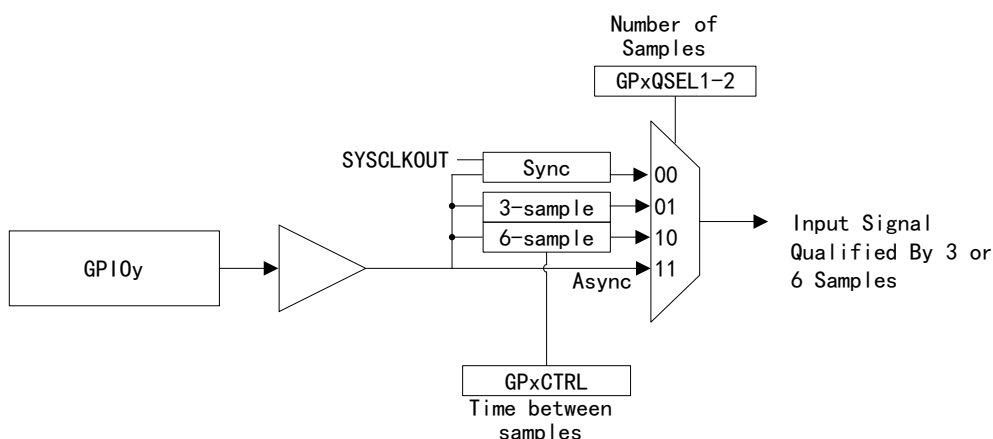 Number of
Samples
GPxQSEL1-2
SYSCLKOUT
Sync
00
3-sample
01
6-sample
10
GPIOy
Async
11
Input Signal
Qualified By 3 or
6 Samples
GPxCTRL
Time between
samples